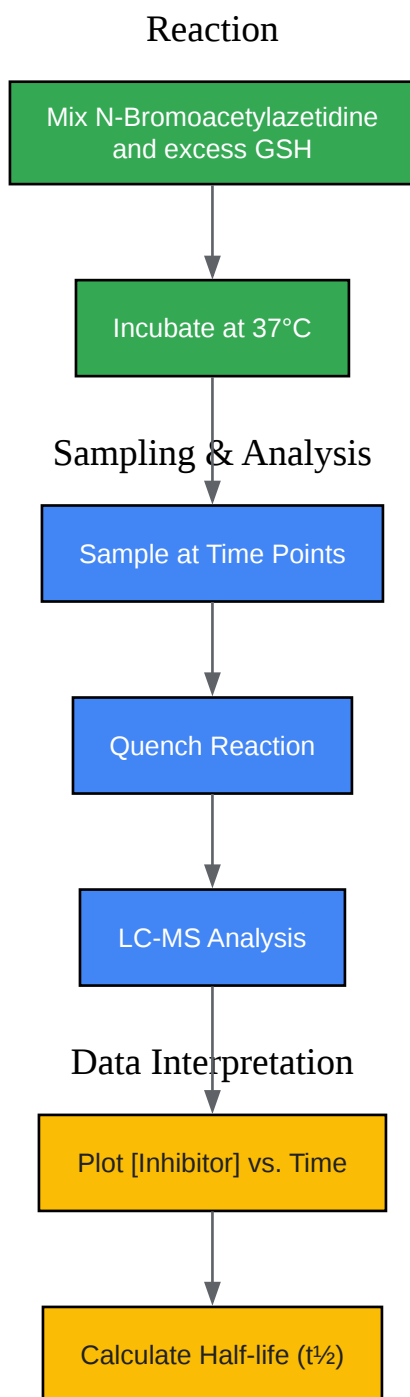 Reaction
Mix N-Bromoacetylazetidine
and excess GSH
Incubate at 37°C
Sampling & Analysis
Sample at Time Points
Quench Reaction
LC-MS Analysis
Data Interpretation
Plot [Inhibitor] vs. Time
Calculate Half-life (t½)